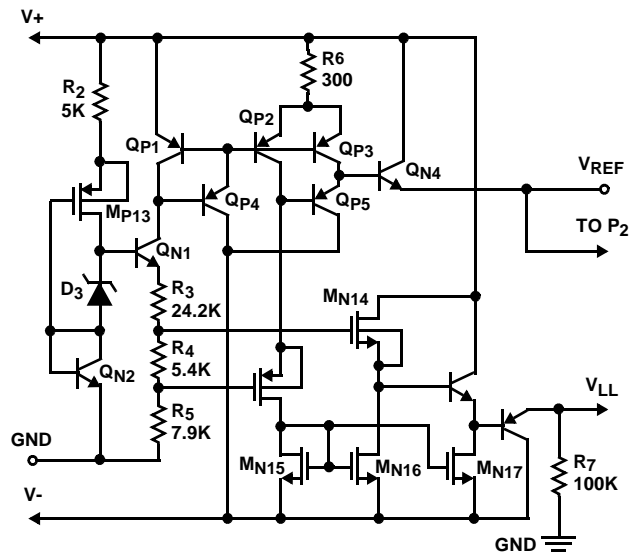 V+
R2
5K
R6
300
QP1
QP2
QP3
QN4
VREF
MP13
QP4
QP5
TO P2
QN1
D3
R3
24.2K
MN14
R4
5.4K
QN2
R5
7.9K
VLL
GND
MN15
MN16
MN17
R7
100K
V-
GND